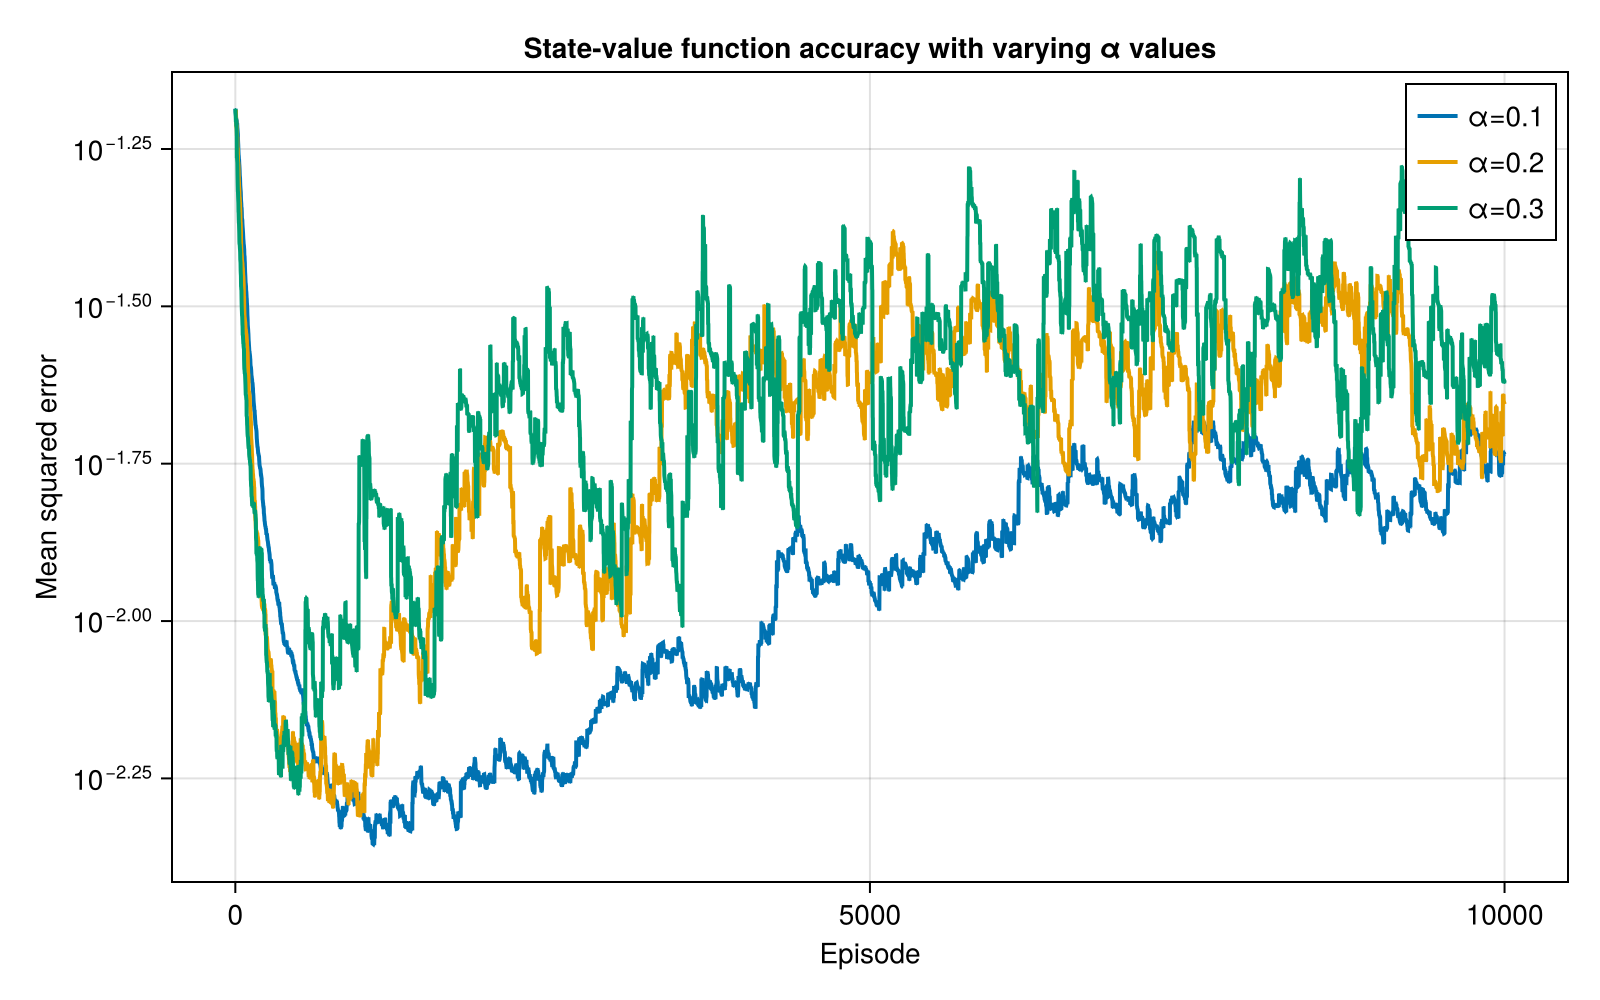 State-value function accuracy with varying α values
α=0.1
α=0.2
α=0.3
Mean squared error
10^−1.25
10^−1.50
10^−1.75
10^−2.00
10^−2.25
0 5000 10000
Episode